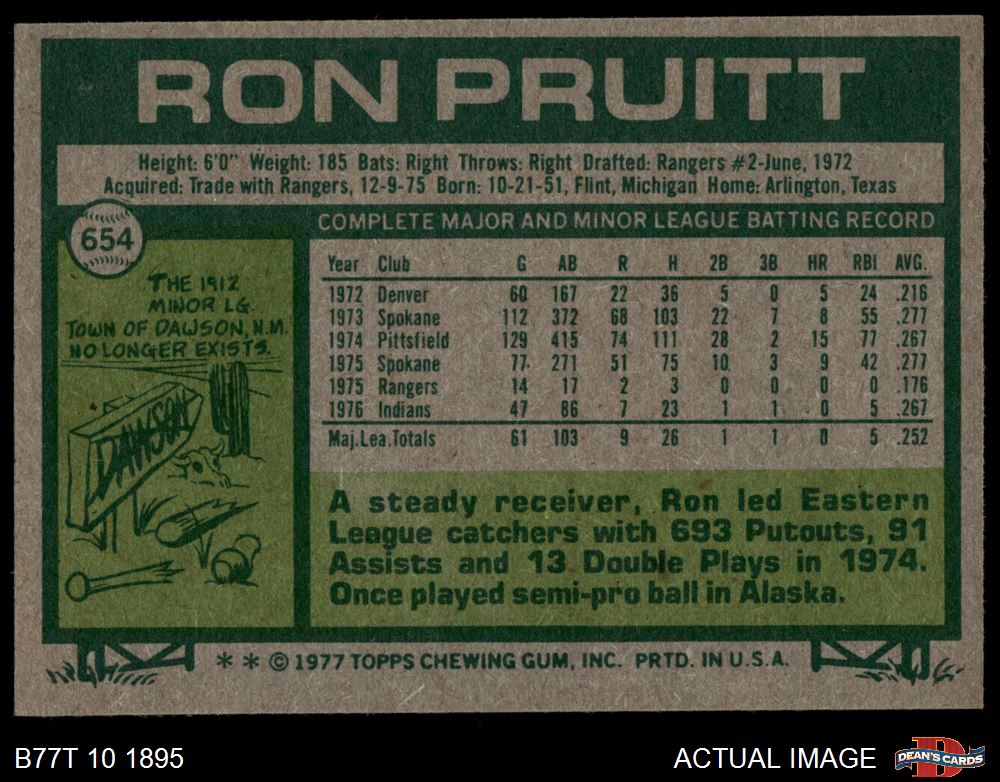 RON PRUITT
Height: 6'0" Weight: 185 Bats: Right Throws: Right Drafted: Rangers #2-June, 1972
Acquired: Trade with Rangers, 12-9-75 Born: 10-21-51, Flint, Michigan Home: Arlington, Texas
654
THE 1912
MINOR LG.
TOWN OF DAWSON, N.M.
NO LONGER EXISTS.
DAWSON
COMPLETE MAJOR AND MINOR LEAGUE BATTING RECORD
Year Club G AB R H 2B 3B HR RBI AVG.
1972 Denver 60 167 22 36 5 0 5 24 .216
1973 Spokane 112 372 68 103 22 7 8 55 .277
1974 Pittsfield 129 415 74 111 28 2 15 77 .267
1975 Spokane 77 271 51 75 10 3 9 42 .277
1975 Rangers 14 17 2 3 0 0 0 0 .176
1976 Indians 47 86 7 23 1 1 0 5 .267
Maj.Lea.Totals 61 103 9 26 1 1 0 5 .252
A steady receiver, Ron led Eastern
League catchers with 693 Putouts, 91
Assists and 13 Double Plays in 1974.
Once played semi-pro ball in Alaska.
* * © 1977 TOPPS CHEWING GUM, INC. PRTD. IN U.S.A.
B77T 10 1895
ACTUAL IMAGE
D
DEAN'S CARDS